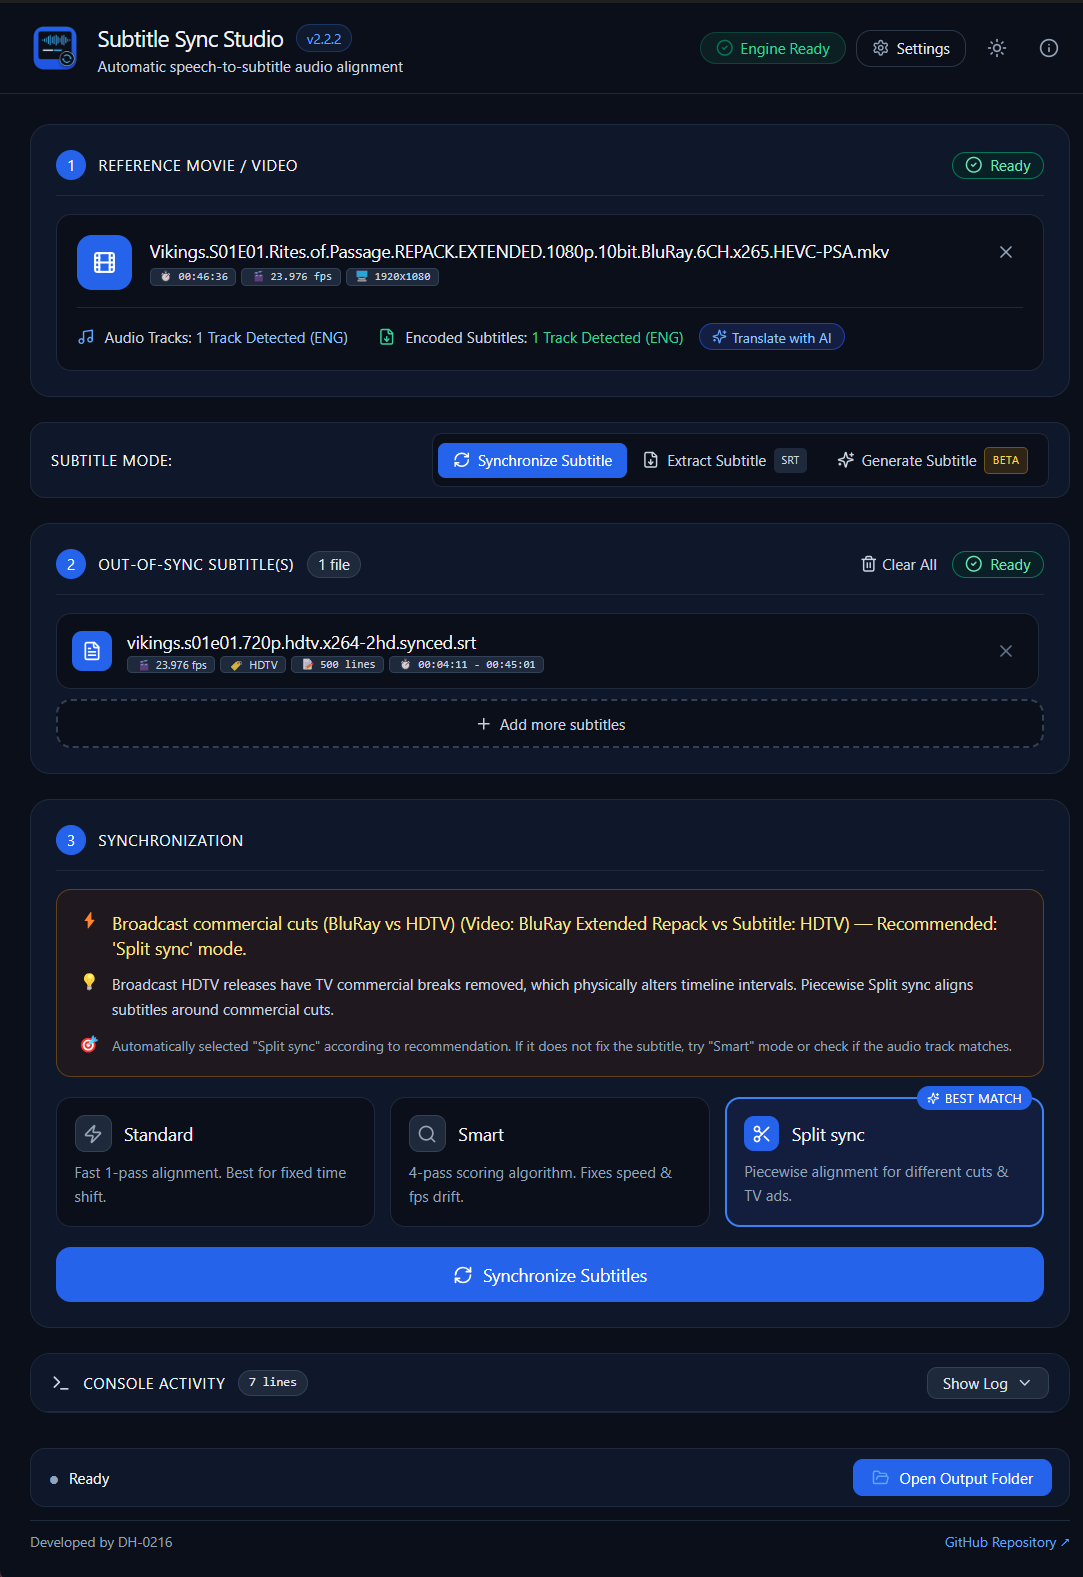 Subtitle Sync Studio v2.2.2
Automatic speech-to-subtitle audio alignment
Engine Ready
Settings
1 REFERENCE MOVIE / VIDEO
Ready
Vikings.S01E01.Rites.of.Passage.REPACK.EXTENDED.1080p.10bit.BluRay.6CH.x265.HEVC-PSA.mkv
00:46:36 23.976 fps 1920x1080
Audio Tracks: 1 Track Detected (ENG) Encoded Subtitles: 1 Track Detected (ENG) Translate with AI
SUBTITLE MODE: Synchronize Subtitle Extract Subtitle SRT Generate Subtitle BETA
2 OUT-OF-SYNC SUBTITLE(S) 1 file Clear All Ready
vikings.s01e01.720p.hdtv.x264-2hd.synced.srt
23.976 fps HDTV 500 lines 00:04:11 - 00:45:01
+ Add more subtitles
3 SYNCHRONIZATION
Broadcast commercial cuts (BluRay vs HDTV) (Video: BluRay Extended Repack vs Subtitle: HDTV) — Recommended:
'Split sync' mode.
Broadcast HDTV releases have TV commercial breaks removed, which physically alters timeline intervals. Piecewise Split sync aligns
subtitles around commercial cuts.
Automatically selected "Split sync" according to recommendation. If it does not fix the subtitle, try "Smart" mode or check if the audio track matches.
BEST MATCH
Standard
Fast 1-pass alignment. Best for fixed time
shift.
Smart
4-pass scoring algorithm. Fixes speed &
fps drift.
Split sync
Piecewise alignment for different cuts &
TV ads.
Synchronize Subtitles
CONSOLE ACTIVITY 7 lines Show Log
Ready Open Output Folder
Developed by DH-0216 GitHub Repository ↗